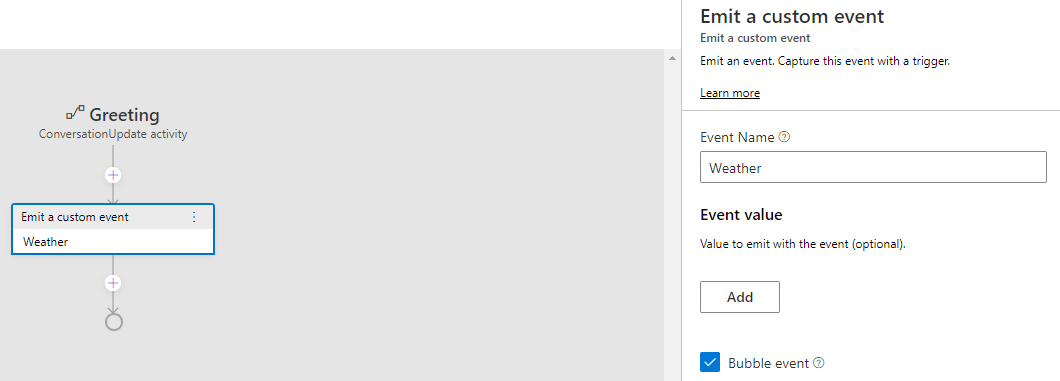 Greeting
ConversationUpdate activity
Emit a custom event
Weather
Emit a custom event
Emit a custom event
Emit an event. Capture this event with a trigger.
Learn more
Event Name
Weather
Event value
Value to emit with the event (optional).
Add
Bubble event